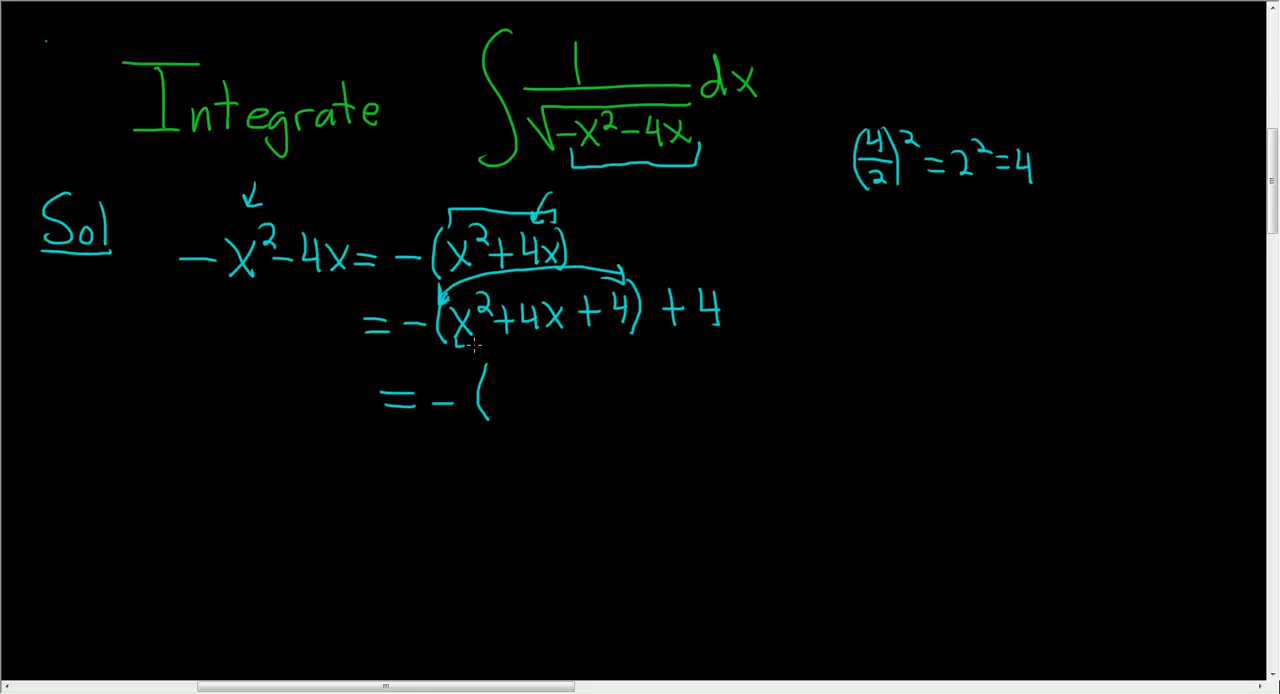 Integrate ∫ 1/√(-x²-4x) dx
(4/2)² = 2² = 4
Sol
-x²-4x = -(x²+4x)
= -(x²+4x+4)+4
= -(